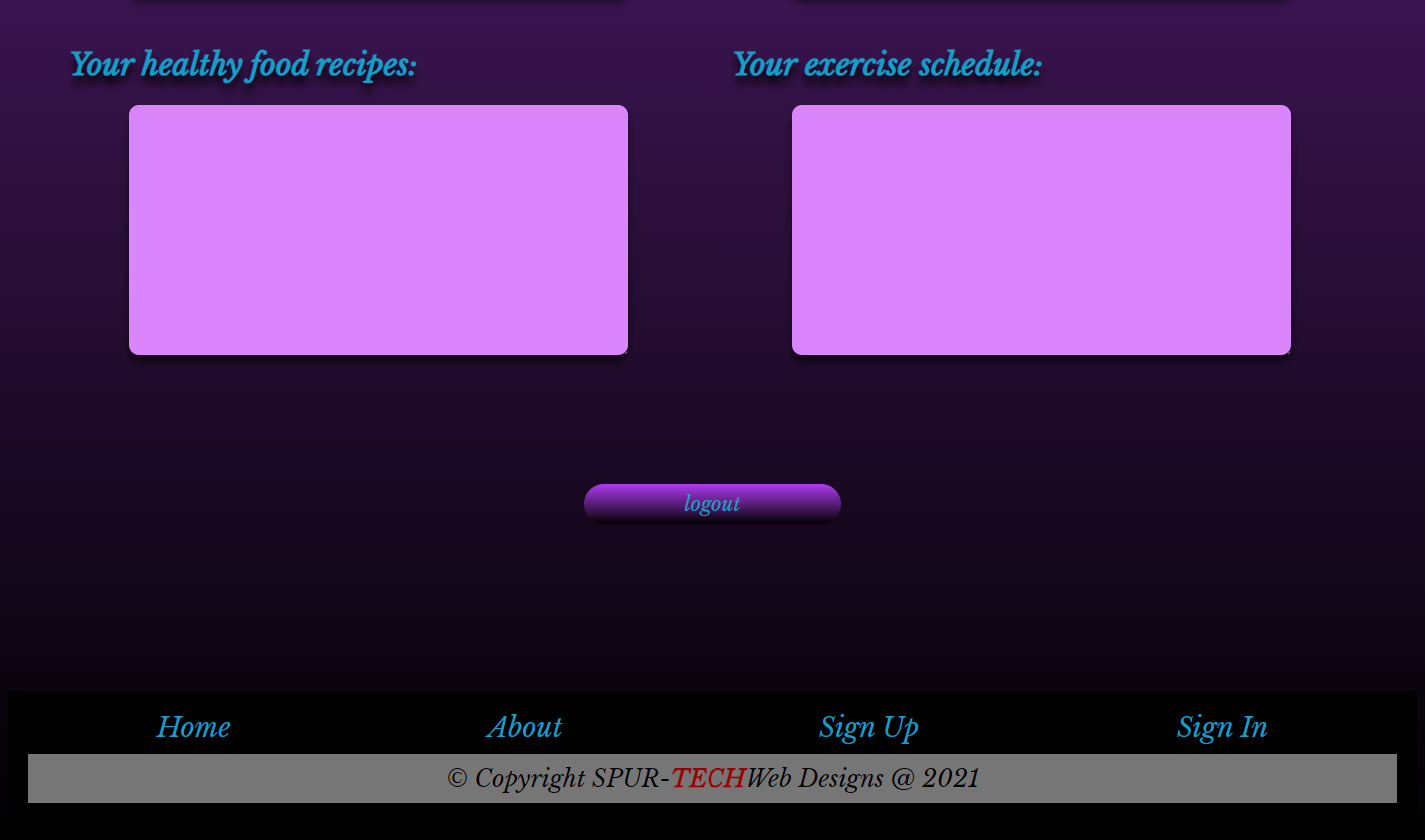 Your healthy food recipes:
Your exercise schedule:
logout
Home About Sign Up Sign In
© Copyright SPUR-TECHWeb Designs @ 2021